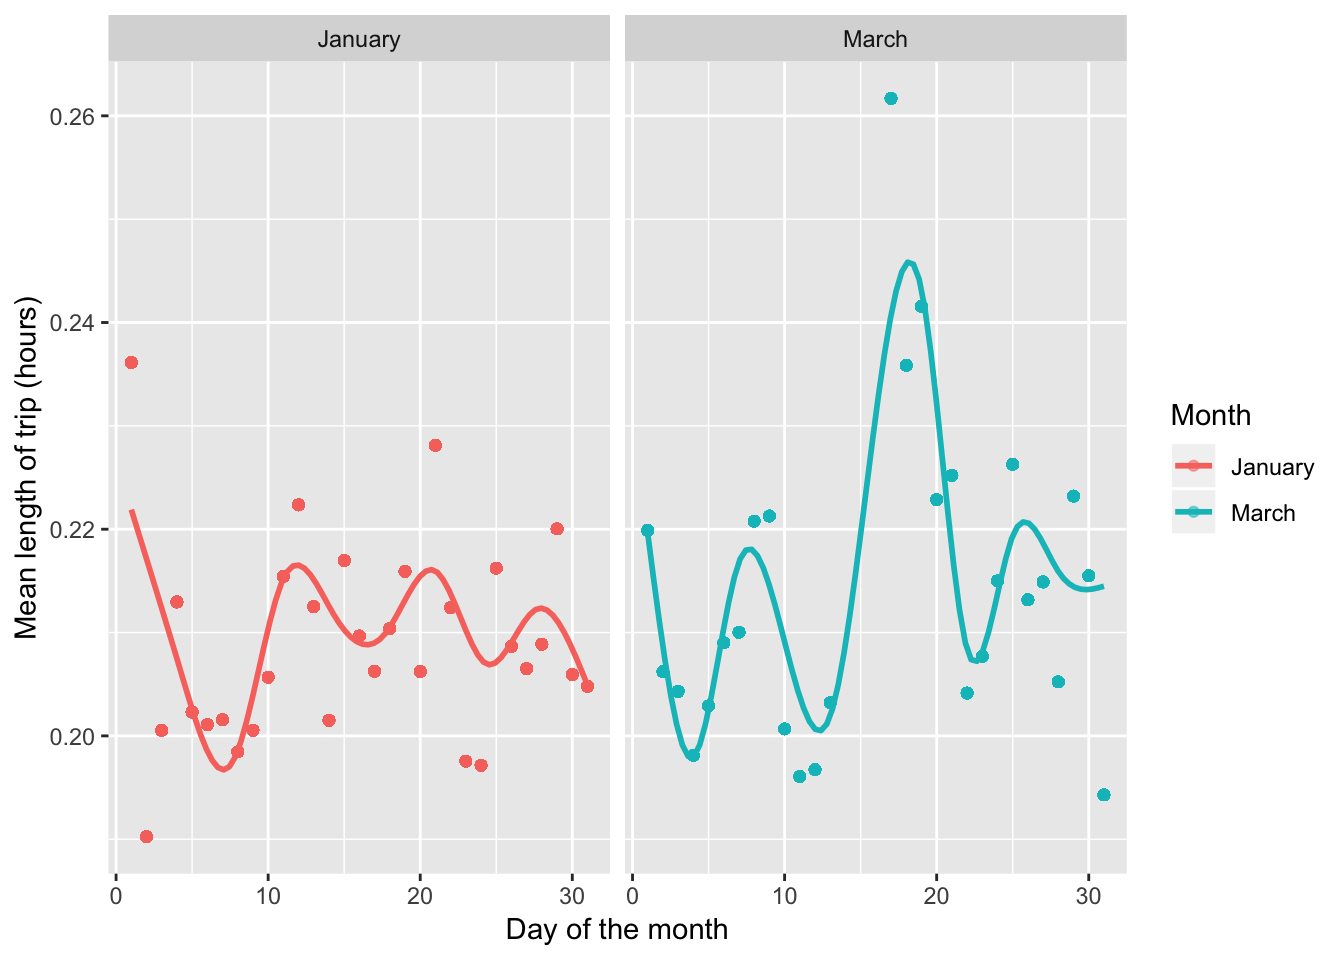 January March
0.26
0.24
0.22
0.20
Mean length of trip (hours)
0 10 20 30 0 10 20 30
Day of the month
Month
January
March